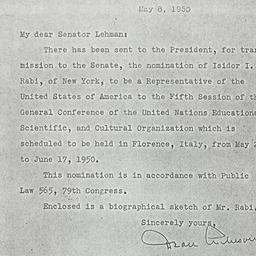 May 8, 1950
My dear Senator Lehman:
There has been sent to the President, for tran
mission to the Senate, the nomination of Isidor I.
Rabi, of New York, to be a Representative of the
United States of America to the Fifth Session of th
General Conference of the United Nations Education
Scientific, and Cultural Organization which is
scheduled to be held in Florence, Italy, from May 2
to June 17, 1950.
This nomination is in accordance with Public
Law 565, 79th Congress.
Enclosed is a biographical sketch of Mr. Rabi.
Sincerely yours,